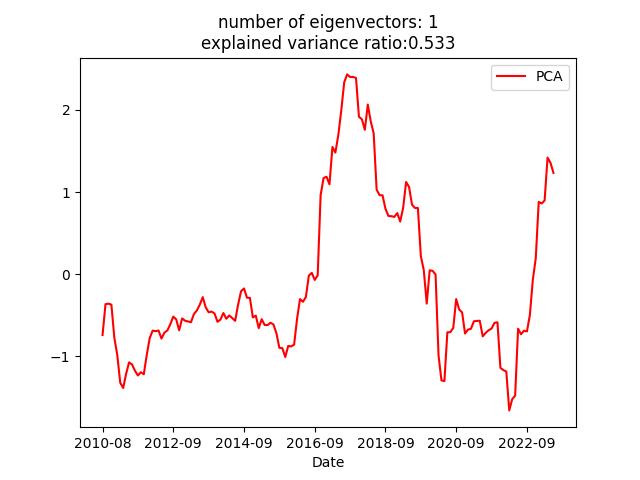 number of eigenvectors: 1
explained variance ratio:0.533
PCA
2
1
0
−1
2010-08 2012-09 2014-09 2016-09 2018-09 2020-09 2022-09
Date